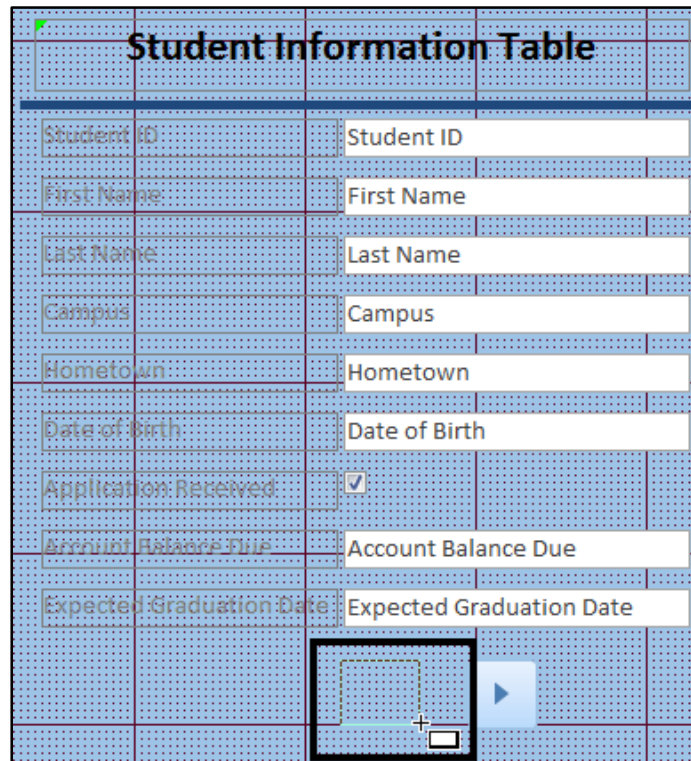 Student Information Table
Student ID Student ID
First Name First Name
Last Name Last Name
Campus Campus
Hometown Hometown
Date of Birth Date of Birth
Application Received
Account Balance Due Account Balance Due
Expected Graduation Date Expected Graduation Date